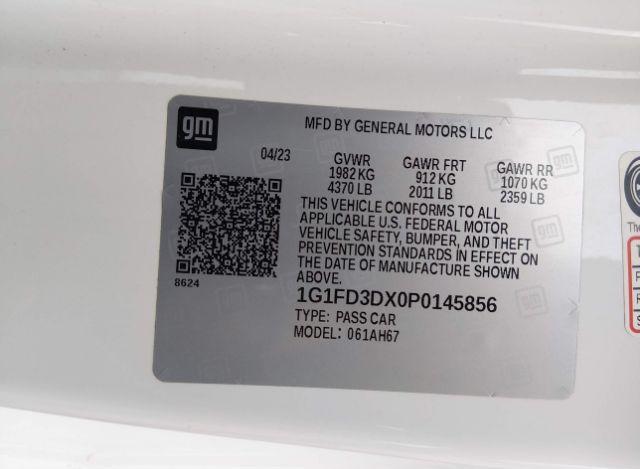 gm
MFD BY GENERAL MOTORS LLC
04/23 GVWR GAWR FRT GAWR RR
1982 KG 912 KG 1070 KG
4370 LB 2011 LB 2359 LB
THIS VEHICLE CONFORMS TO ALL
APPLICABLE U.S. FEDERAL MOTOR
VEHICLE SAFETY, BUMPER, AND THEFT
PREVENTION STANDARDS IN EFFECT ON
THE DATE OF MANUFACTURE SHOWN
ABOVE.
8624
1G1FD3DX0P0145856
TYPE: PASS CAR
MODEL: 061AH67